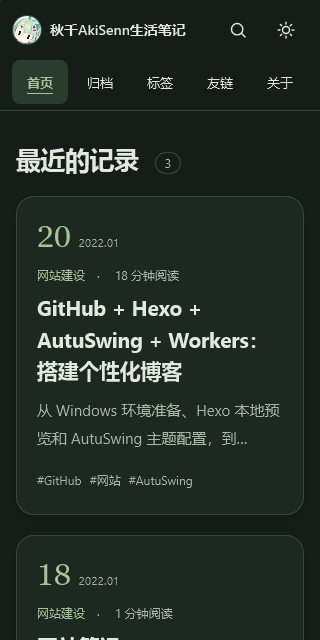 秋千AkiSenn生活笔记
首页 归档 标签 友链 关于
最近的记录 3
20 2022.01
网站建设 · 18 分钟阅读
GitHub + Hexo +
AutuSwing + Workers：
搭建个性化博客
从 Windows 环境准备、Hexo 本地预
览和 AutuSwing 主题配置，到...
#GitHub #网站 #AutuSwing
18 2022.01
网站建设 · 1 分钟阅读